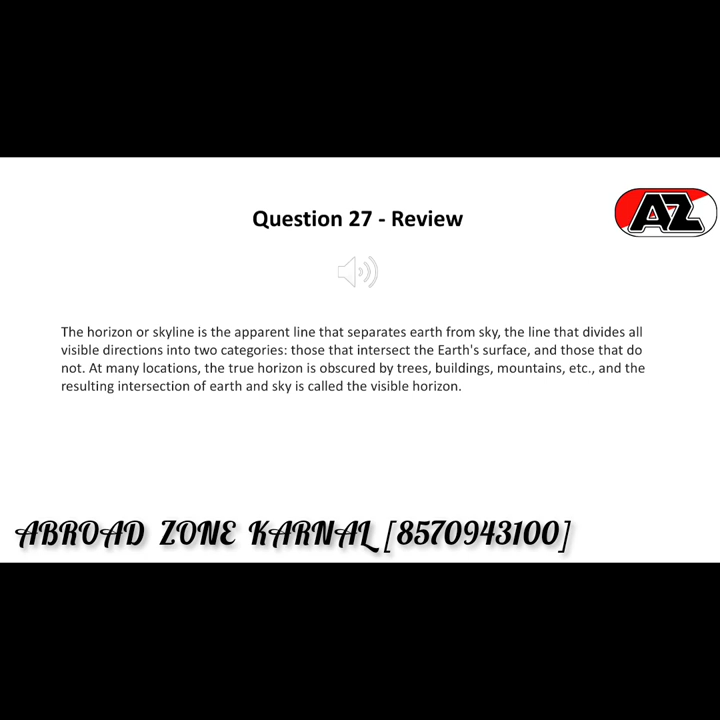 Question 27 - Review
AZ
The horizon or skyline is the apparent line that separates earth from sky, the line that divides all
visible directions into two categories: those that intersect the Earth's surface, and those that do
not. At many locations, the true horizon is obscured by trees, buildings, mountains, etc., and the
resulting intersection of earth and sky is called the visible horizon.
ABROAD ZONE KARNAL [8570943100]